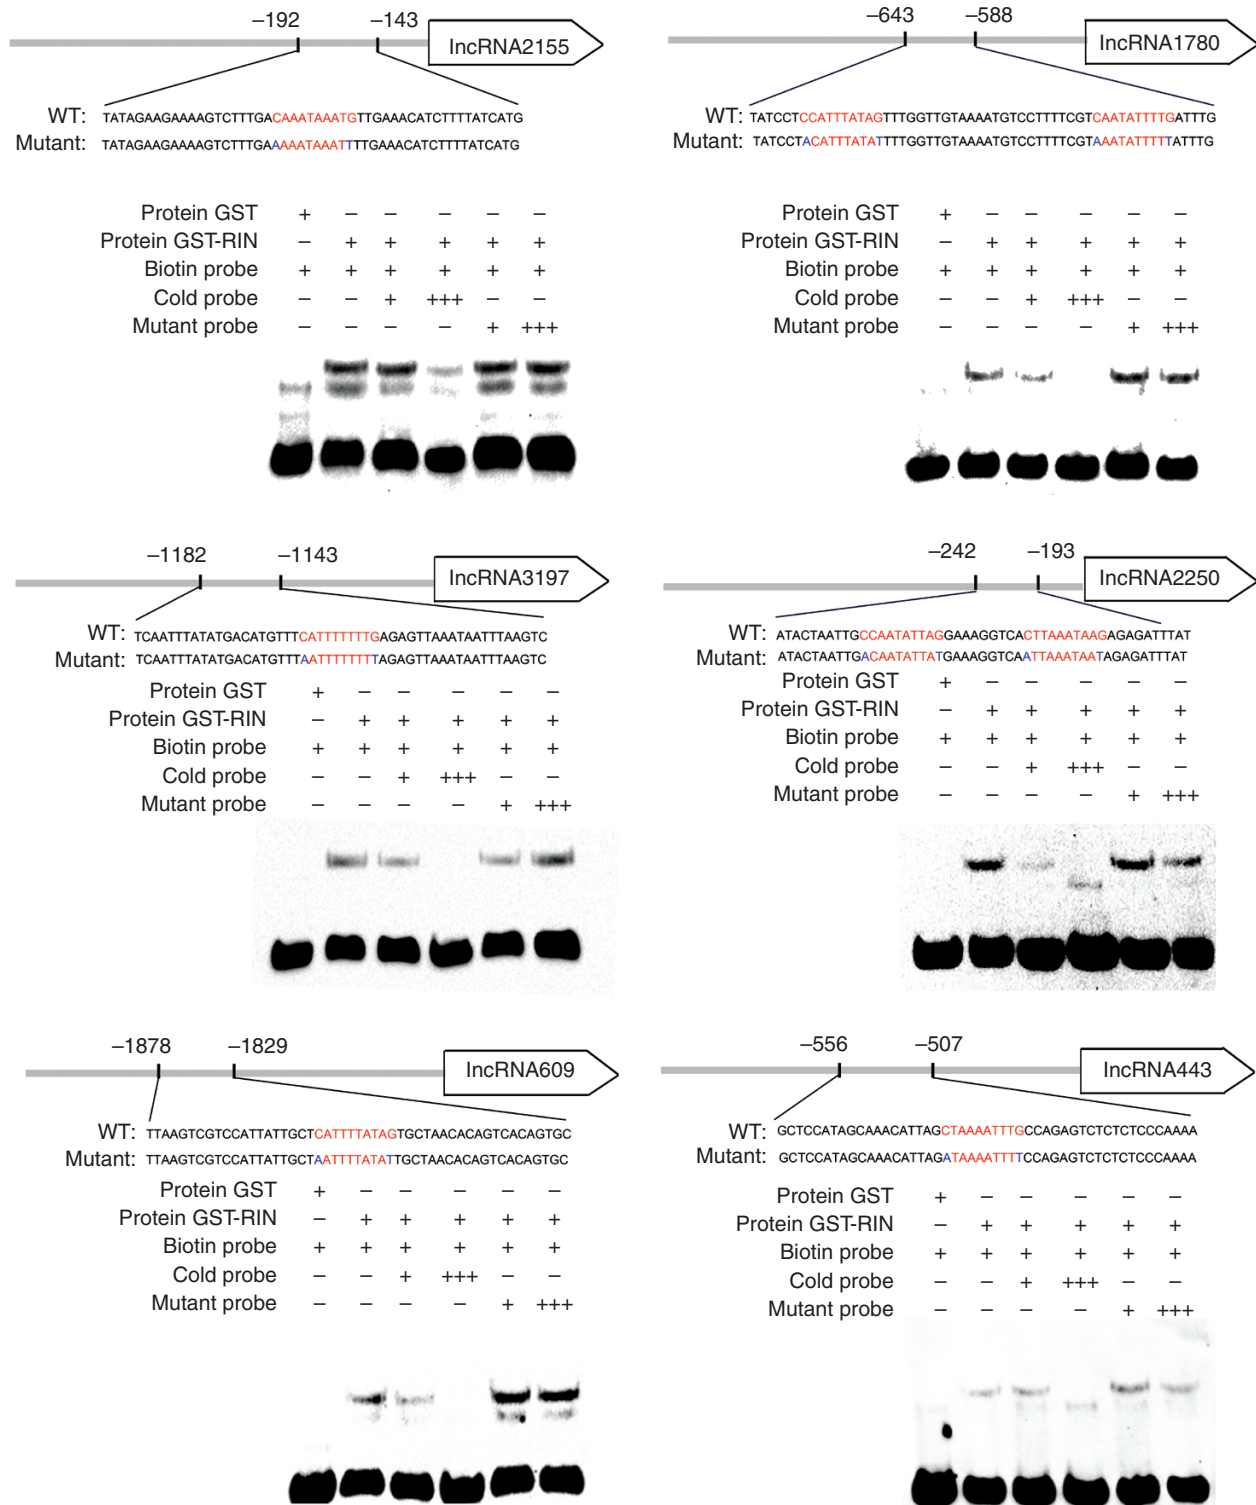 −192 −143
lncRNA2155
WT: TATAGAAGAAAAGTCTTTGACAAATAAATGTTGAAACATCTTTTATCATG
Mutant: TATAGAAGAAAAGTCTTTGAAAAATAAATTTTGAAACATCTTTTATCATG
Protein GST + − − − − −
Protein GST-RIN − + + + + +
Biotin probe + + + + + +
Cold probe − − + +++ − −
Mutant probe − − − − + +++
−643 −588
lncRNA1780
WT: TATCCTCCATTTATAGTTTGGTTGTAAAATGTCCTTTTCGTCAATATTTTGATTTG
Mutant: TATCCTACATTTATATTTTGGTTGTAAAATGTCCTTTTCGTAAATATTTTTATTTG
Protein GST + − − − − −
Protein GST-RIN − + + + + +
Biotin probe + + + + + +
Cold probe − − + +++ − −
Mutant probe − − − − + +++
−1182 −1143
lncRNA3197
WT: TCAATTTATATGACATGTTTCATTTTTTTGAGAGTTAAATAATTTAAGTC
Mutant: TCAATTTATATGACATGTTTAATTTTTTTTAGAGTTAAATAATTTAAGTC
Protein GST + − − − − −
Protein GST-RIN − + + + + +
Biotin probe + + + + + +
Cold probe − − + +++ − −
Mutant probe − − − − + +++
−242 −193
lncRNA2250
WT: ATACTAATTGCCAATATTAGGAAAGGTCACTTAAATAAGAGAGATTTAT
Mutant: ATACTAATTGACAATATTATGAAAGGTCAATTAAATAATAGAGATTTAT
Protein GST + − − − − −
Protein GST-RIN − + + + + +
Biotin probe + + + + + +
Cold probe − − + +++ − −
Mutant probe − − − − + +++
−1878 −1829
lncRNA609
WT: TTAAGTCGTCCATTATTGCTCATTTTATAGTGCTAACACAGTCACAGTGC
Mutant: TTAAGTCGTCCATTATTGCTAATTTTATATTGCTAACACAGTCACAGTGC
Protein GST + − − − − −
Protein GST-RIN − + + + + +
Biotin probe + + + + + +
Cold probe − − + +++ − −
Mutant probe − − − − + +++
−556 −507
lncRNA443
WT: GCTCCATAGCAAACATTAGCTAAAATTTGCCAGAGTCTCTCTCCCAAAA
Mutant: GCTCCATAGCAAACATTAGATAAAATTTTCCAGAGTCTCTCTCCCAAAA
Protein GST + − − − − −
Protein GST-RIN − + + + + +
Biotin probe + + + + + +
Cold probe − − + +++ − −
Mutant probe − − − − + +++